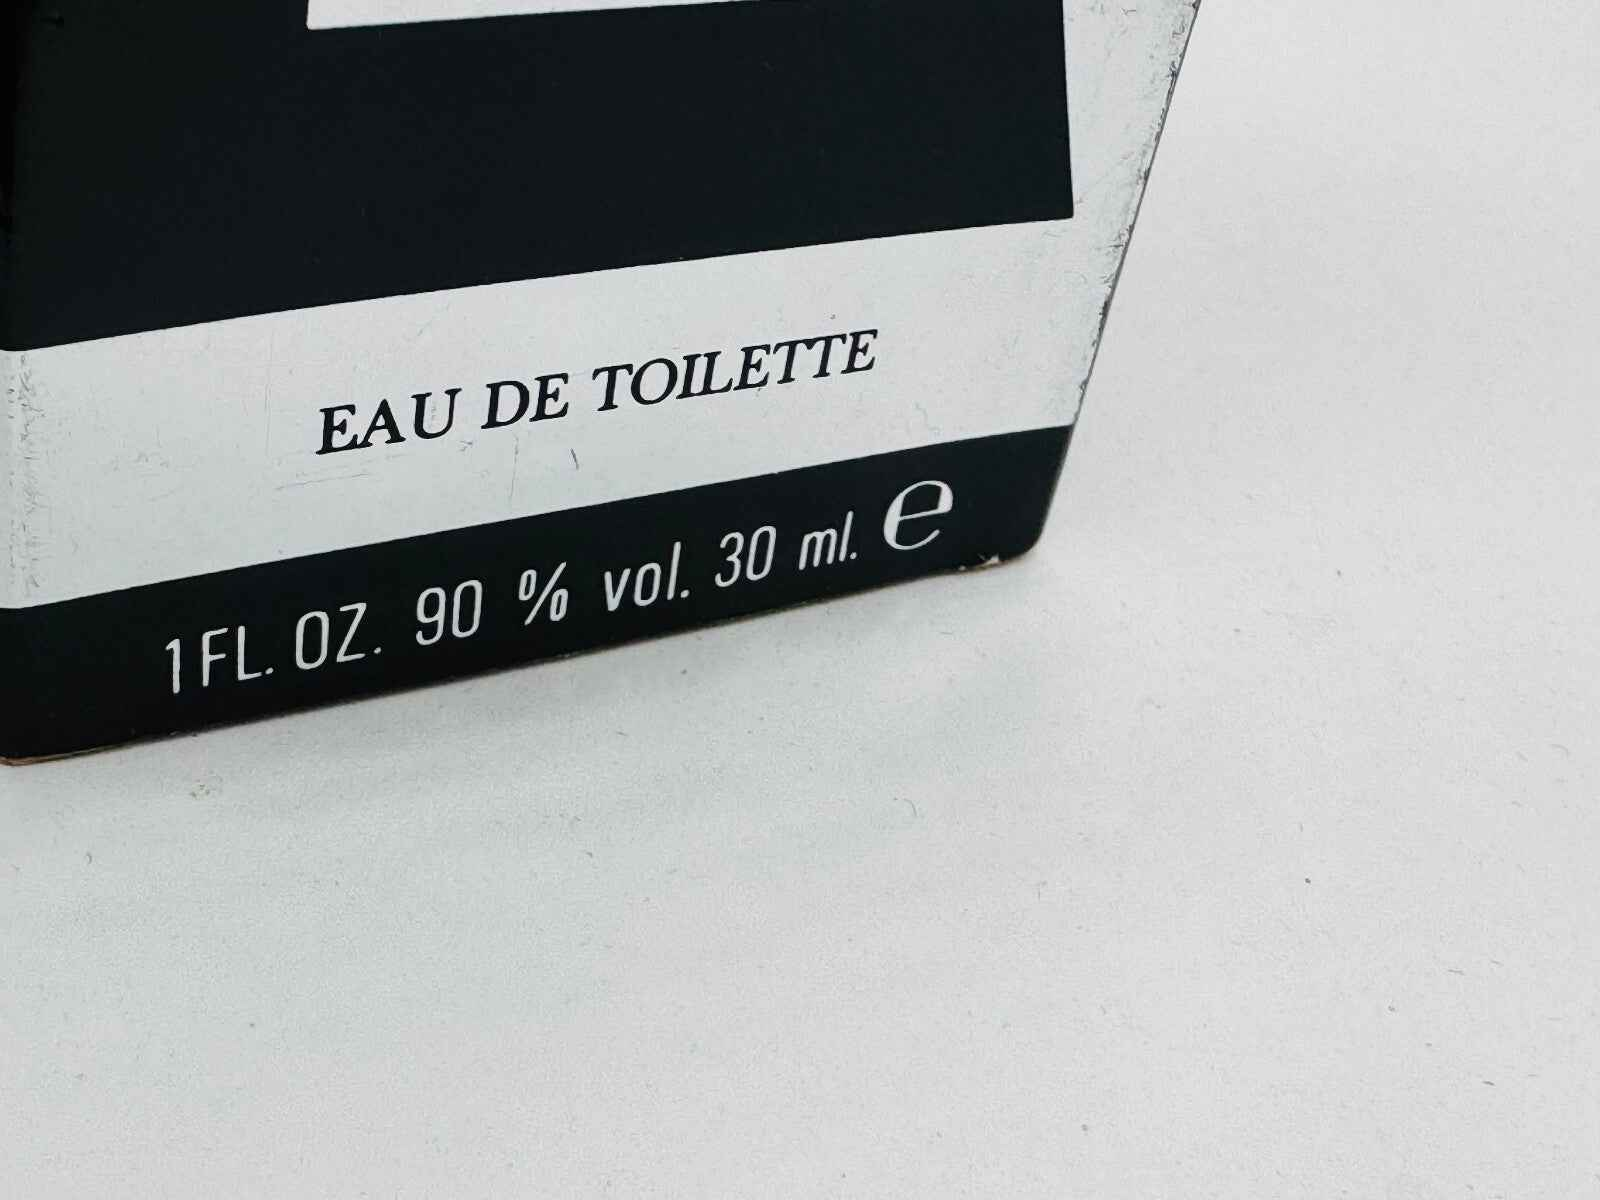 EAU DE TOILETTE
1 FL. OZ. 90 % vol. 30 ml. ℮